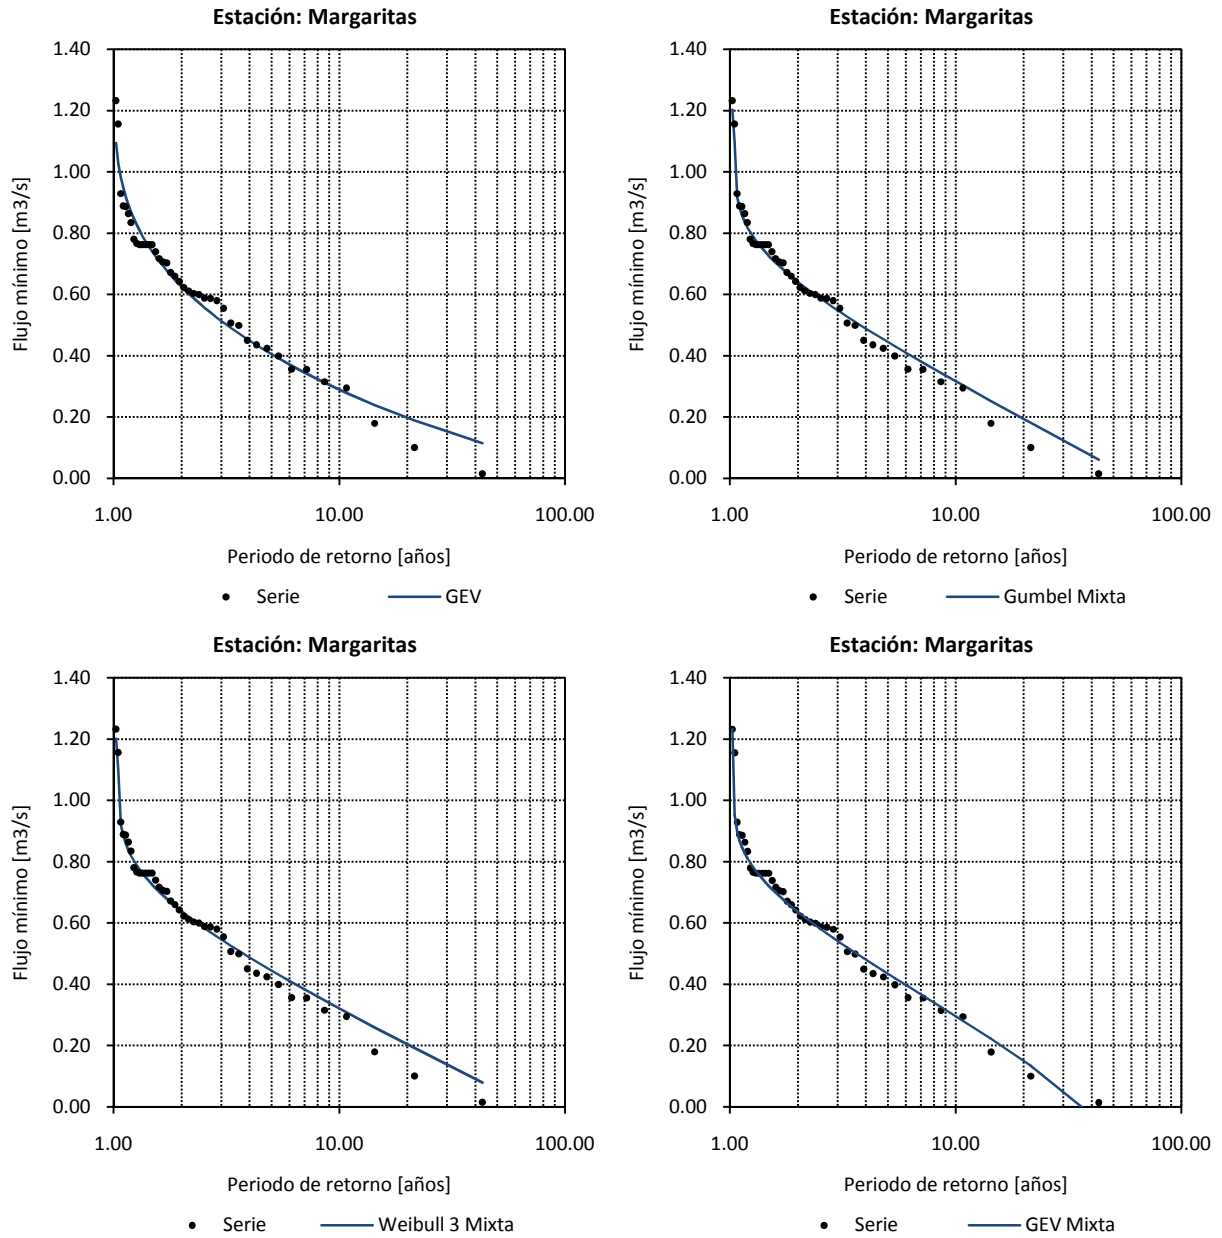 Estación: Margaritas
1.40
1.20
1.00
0.80
0.60
0.40
0.20
0.00
Flujo mínimo [m3/s]
1.00 10.00 100.00
Periodo de retorno [años]
Serie GEV
Estación: Margaritas
1.40
1.20
1.00
0.80
0.60
0.40
0.20
0.00
Flujo mínimo [m3/s]
1.00 10.00 100.00
Periodo de retorno [años]
Serie Gumbel Mixta
Estación: Margaritas
1.40
1.20
1.00
0.80
0.60
0.40
0.20
0.00
Flujo mínimo [m3/s]
1.00 10.00 100.00
Periodo de retorno [años]
Serie Weibull 3 Mixta
Estación: Margaritas
1.40
1.20
1.00
0.80
0.60
0.40
0.20
0.00
Flujo mínimo [m3/s]
1.00 10.00 100.00
Periodo de retorno [años]
Serie GEV Mixta